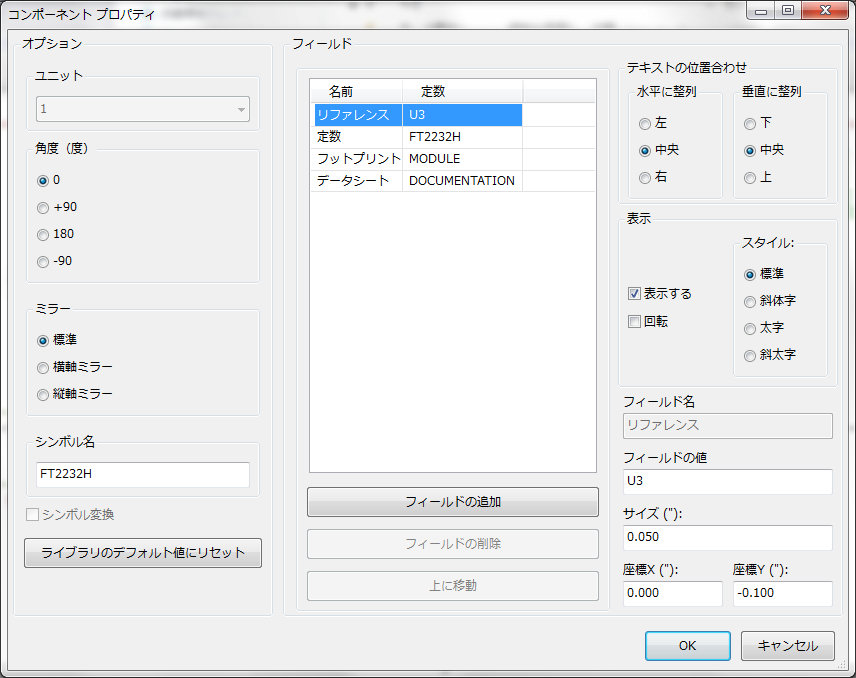 コンポーネント プロパティ
オプション
ユニット
1
角度（度）
0
+90
180
-90
ミラー
標準
横軸ミラー
縦軸ミラー
シンボル名
FT2232H
シンボル変換
ライブラリのデフォルト値にリセット
フィールド
名前 定数
リファレンス U3
定数 FT2232H
フットプリント MODULE
データシート DOCUMENTATION
フィールドの追加
フィールドの削除
上に移動
テキストの位置合わせ
水平に整列
左
中央
右
垂直に整列
下
中央
上
表示
表示する
回転
スタイル:
標準
斜体字
太字
斜太字
フィールド名
リファレンス
フィールドの値
U3
サイズ ("):
0.050
座標X ("): 座標Y ("):
0.000 -0.100
OK キャンセル